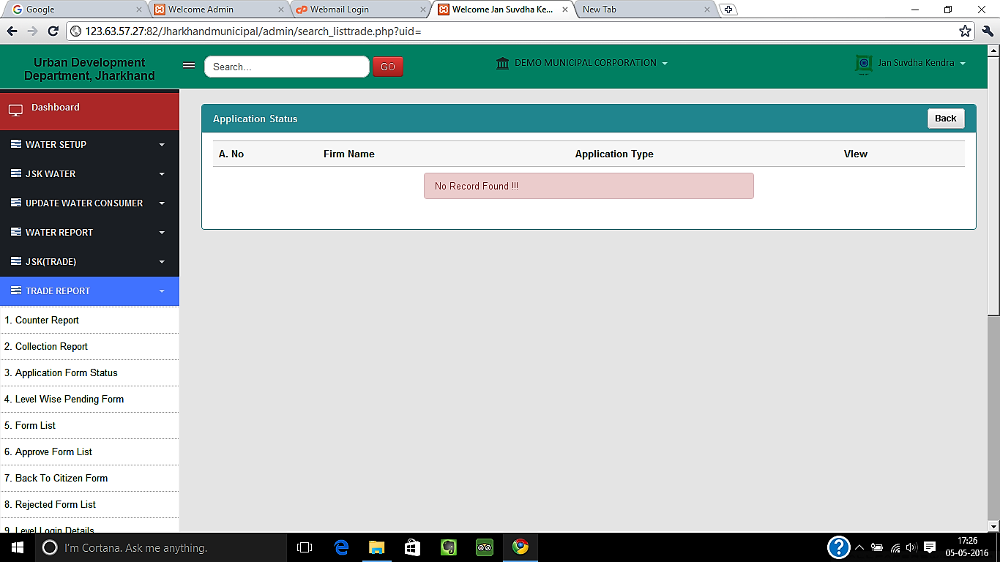 Google
Welcome Admin
Webmail Login
Welcome Jan Suvdha Ke...
New Tab
123.63.57.27:82/Jharkhandmunicipal/admin/search_listtrade.php?uid=
Urban Development
Department, Jharkhand
Search...
GO
DEMO MUNICIPAL CORPORATION
Jan Suvdha Kendra
Dashboard
WATER SETUP
JSK WATER
UPDATE WATER CONSUMER
WATER REPORT
JSK(TRADE)
TRADE REPORT
1. Counter Report
2. Collection Report
3. Application Form Status
4. Level Wise Pending Form
5. Form List
6. Approve Form List
7. Back To Citizen Form
8. Rejected Form List
9. Level Login Details
Application Status
Back
A. No Firm Name Application Type VIew
No Record Found !!!
I'm Cortana. Ask me anything.
17:26
05-05-2016